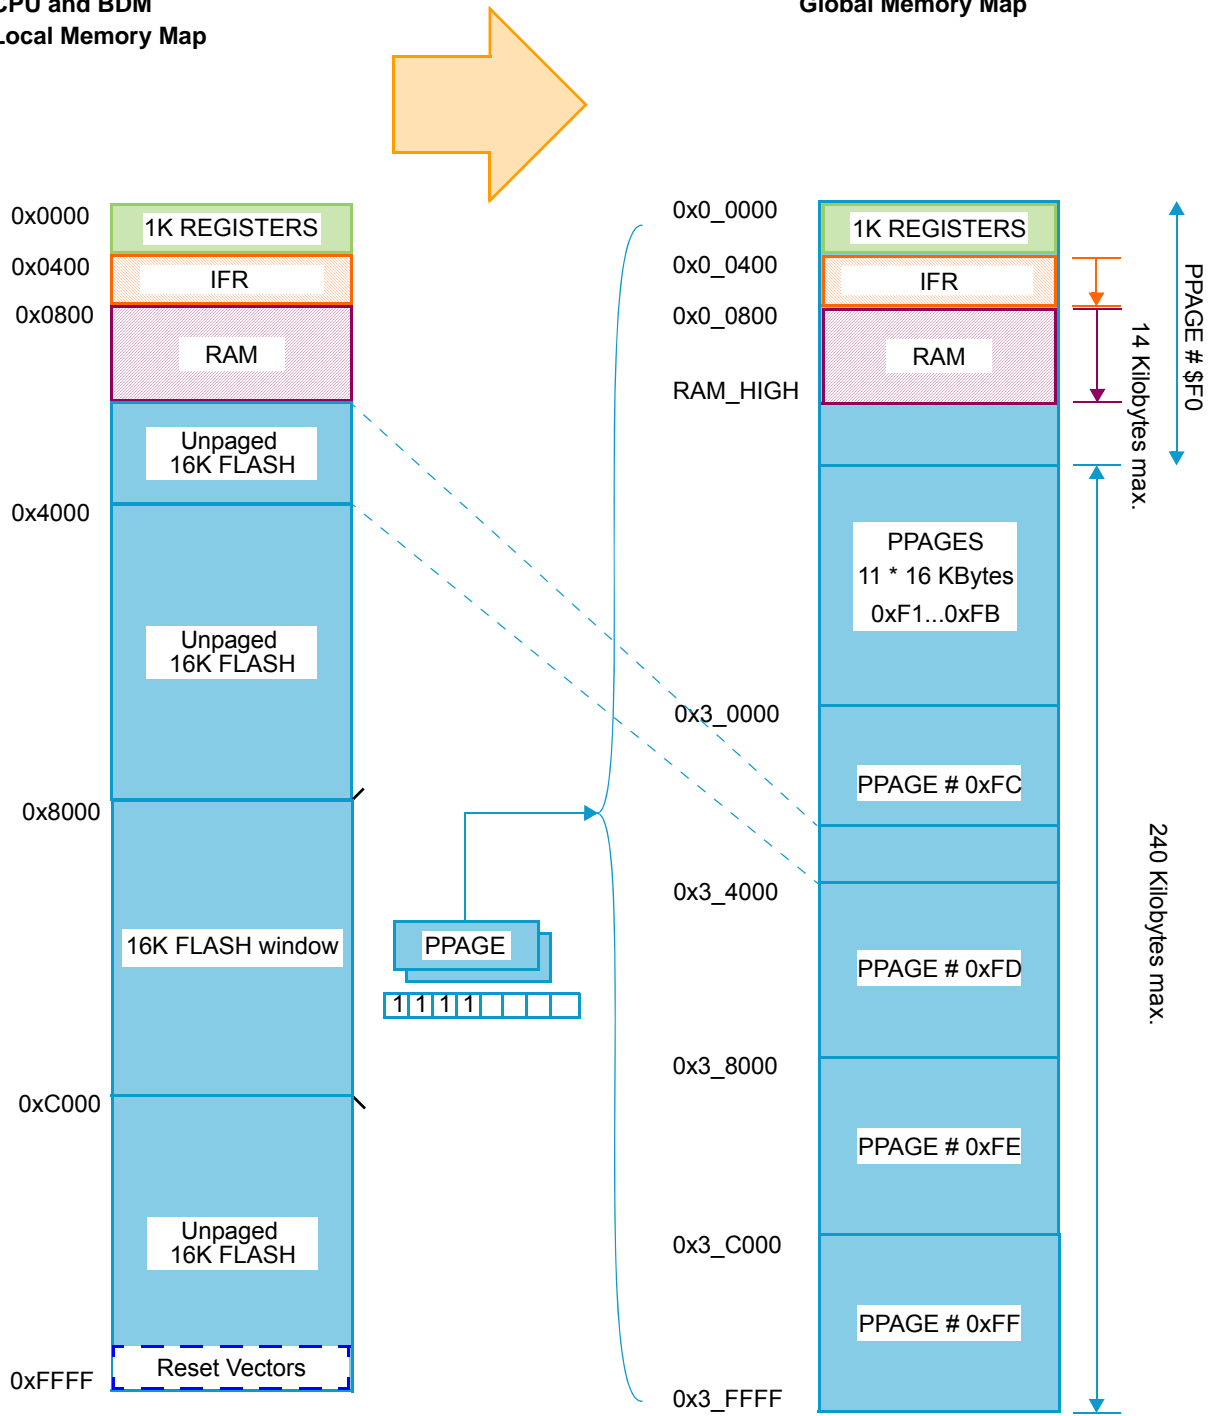 CPU and BDM
Local Memory Map
0x0000
1K REGISTERS
0x0400
IFR
0x0800
RAM
Unpaged
16K FLASH
0x4000
Unpaged
16K FLASH
0x8000
16K FLASH window
0xC000
Unpaged
16K FLASH
Reset Vectors
0xFFFF
PPAGE
1 1 1 1
Global Memory Map
0x0_0000
1K REGISTERS
0x0_0400
IFR
0x0_0800
RAM
RAM_HIGH
PPAGES
11 * 16 KBytes
0xF1...0xFB
0x3_0000
PPAGE # 0xFC
0x3_4000
PPAGE # 0xFD
0x3_8000
PPAGE # 0xFE
0x3_C000
PPAGE # 0xFF
0x3_FFFF
14 Kilobytes max.
PPAGE # $F0
240 Kilobytes max.